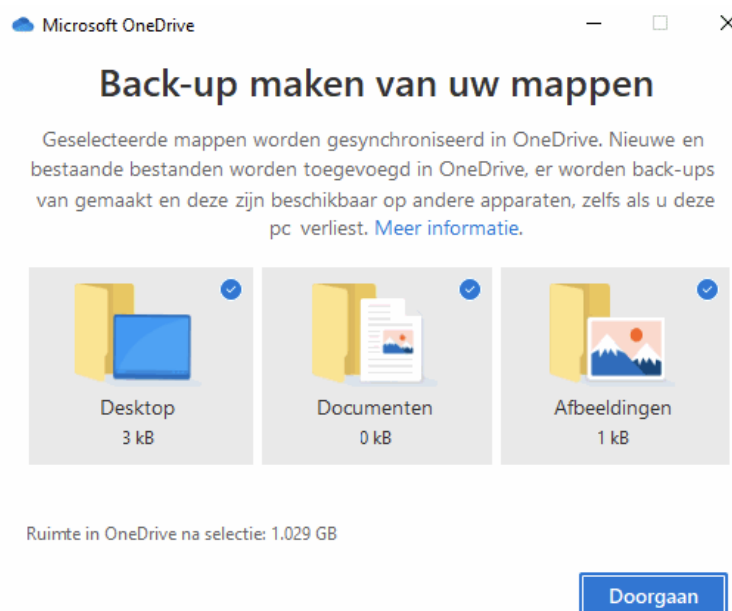 Microsoft OneDrive
Back-up maken van uw mappen
Geselecteerde mappen worden gesynchroniseerd in OneDrive. Nieuwe en
bestaande bestanden worden toegevoegd in OneDrive, er worden back-ups
van gemaakt en deze zijn beschikbaar op andere apparaten, zelfs als u deze
pc verliest. Meer informatie.
Desktop
3 kB
Documenten
0 kB
Afbeeldingen
1 kB
Ruimte in OneDrive na selectie: 1.029 GB
Doorgaan